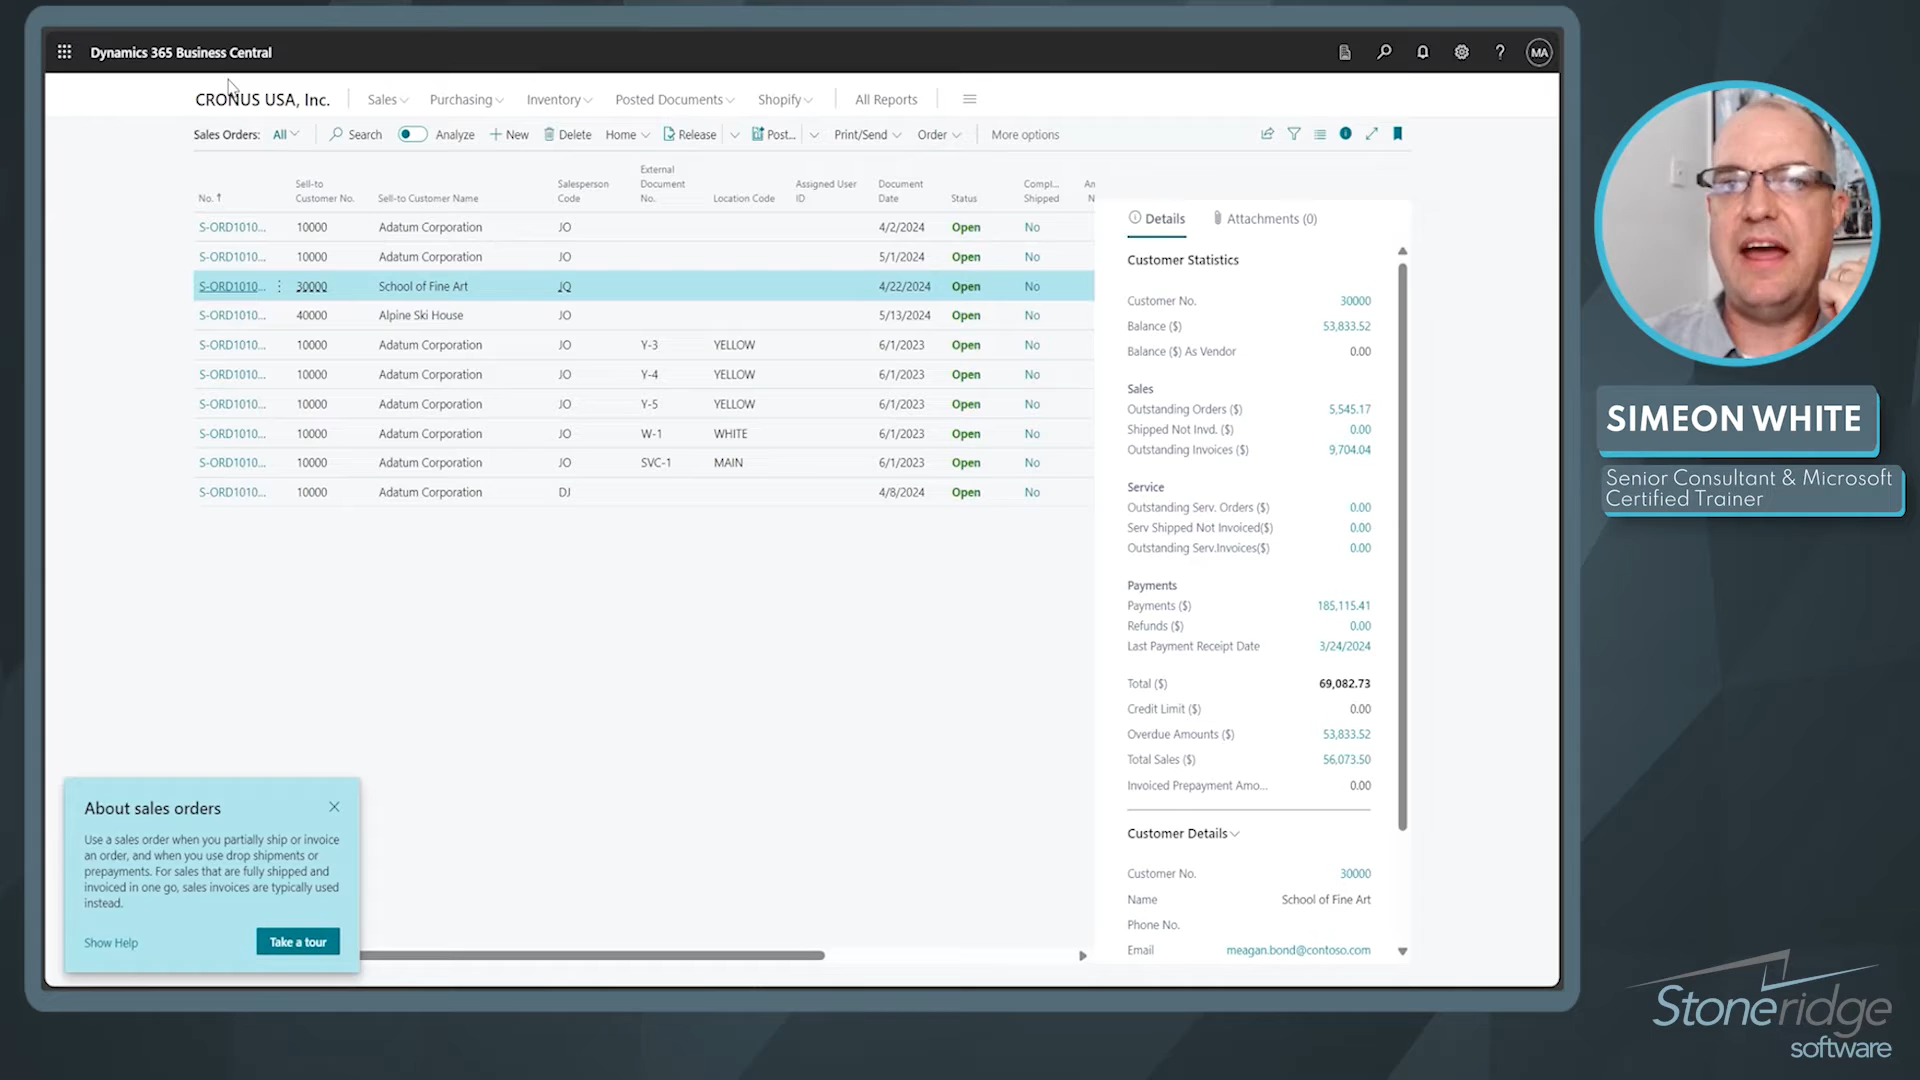 Dynamics 365 Business Central
MA
CRONUS USA, Inc.
Sales
Purchasing
Inventory
Posted Documents
Shopify
All Reports
Sales Orders:
All
Search
Analyze
New
Delete
Home
Release
Post...
Print/Send
Order
More options
No. ↑
Sell-to
Customer No.
Sell-to Customer Name
Salesperson
Code
External
Document
No.
Location Code
Assigned User
ID
Document
Date
Status
Compl...
Shipped
An
N
S-ORD1010... 10000 Adatum Corporation JO 4/2/2024 Open No
S-ORD1010... 10000 Adatum Corporation JO 5/1/2024 Open No
S-ORD1010... 30000 School of Fine Art JO 4/22/2024 Open No
S-ORD1010... 40000 Alpine Ski House JO 5/13/2024 Open No
S-ORD1010... 10000 Adatum Corporation JO Y-3 YELLOW 6/1/2023 Open No
S-ORD1010... 10000 Adatum Corporation JO Y-4 YELLOW 6/1/2023 Open No
S-ORD1010... 10000 Adatum Corporation JO Y-5 YELLOW 6/1/2023 Open No
S-ORD1010... 10000 Adatum Corporation JO W-1 WHITE 6/1/2023 Open No
S-ORD1010... 10000 Adatum Corporation JO SVC-1 MAIN 6/1/2023 Open No
S-ORD1010... 10000 Adatum Corporation DJ 4/8/2024 Open No
Details
Attachments (0)
Customer Statistics
Customer No. 30000
Balance ($) 53,833.52
Balance ($) As Vendor 0.00
Sales
Outstanding Orders ($) 5,545.17
Shipped Not Invd. ($) 0.00
Outstanding Invoices ($) 9,704.04
Service
Outstanding Serv. Orders ($) 0.00
Serv Shipped Not Invoiced($) 0.00
Outstanding Serv.Invoices($) 0.00
Payments
Payments ($) 185,115.41
Refunds ($) 0.00
Last Payment Receipt Date 3/24/2024
Total ($) 69,082.73
Credit Limit ($) 0.00
Overdue Amounts ($) 53,833.52
Total Sales ($) 56,073.50
Invoiced Prepayment Amo... 0.00
Customer Details
Customer No. 30000
Name School of Fine Art
Phone No.
Email meagan.bond@contoso.com
About sales orders
Use a sales order when you partially ship or invoice
an order, and when you use drop shipments or
prepayments. For sales that are fully shipped and
invoiced in one go, sales invoices are typically used
instead.
Show Help
Take a tour
SIMEON WHITE
Senior Consultant & Microsoft
Certified Trainer
Stoneridge
software